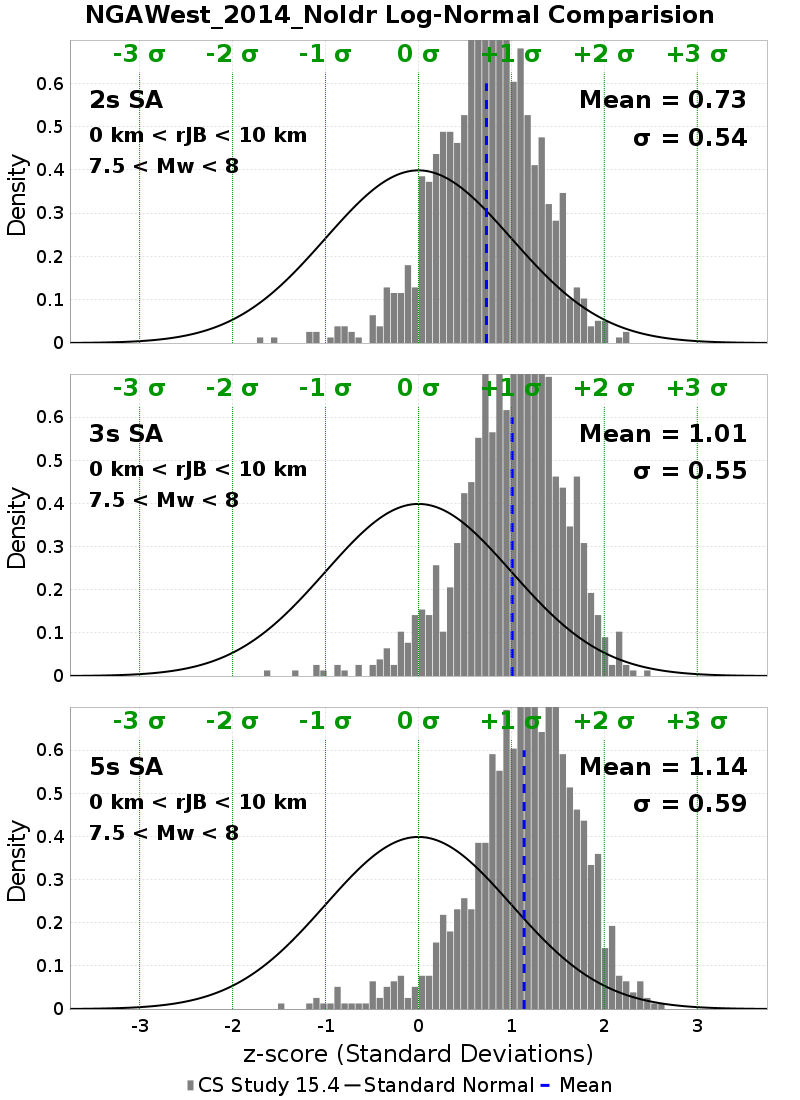 NGAWest_2014_NoIdr Log-Normal Comparision
-3 σ -2 σ -1 σ 0 σ +1 σ +2 σ +3 σ
2s SA
Mean = 0.73
0 km < rJB < 10 km
σ = 0.54
7.5 < Mw < 8
Density
0.6
0.5
0.4
0.3
0.2
0.1
0
-3 σ -2 σ -1 σ 0 σ +1 σ +2 σ +3 σ
3s SA
Mean = 1.01
0 km < rJB < 10 km
σ = 0.55
7.5 < Mw < 8
Density
0.6
0.5
0.4
0.3
0.2
0.1
0
-3 σ -2 σ -1 σ 0 σ +1 σ +2 σ +3 σ
5s SA
Mean = 1.14
0 km < rJB < 10 km
σ = 0.59
7.5 < Mw < 8
Density
0.6
0.5
0.4
0.3
0.2
0.1
0
-3 -2 -1 0 1 2 3
z-score (Standard Deviations)
CS Study 15.4 Standard Normal Mean